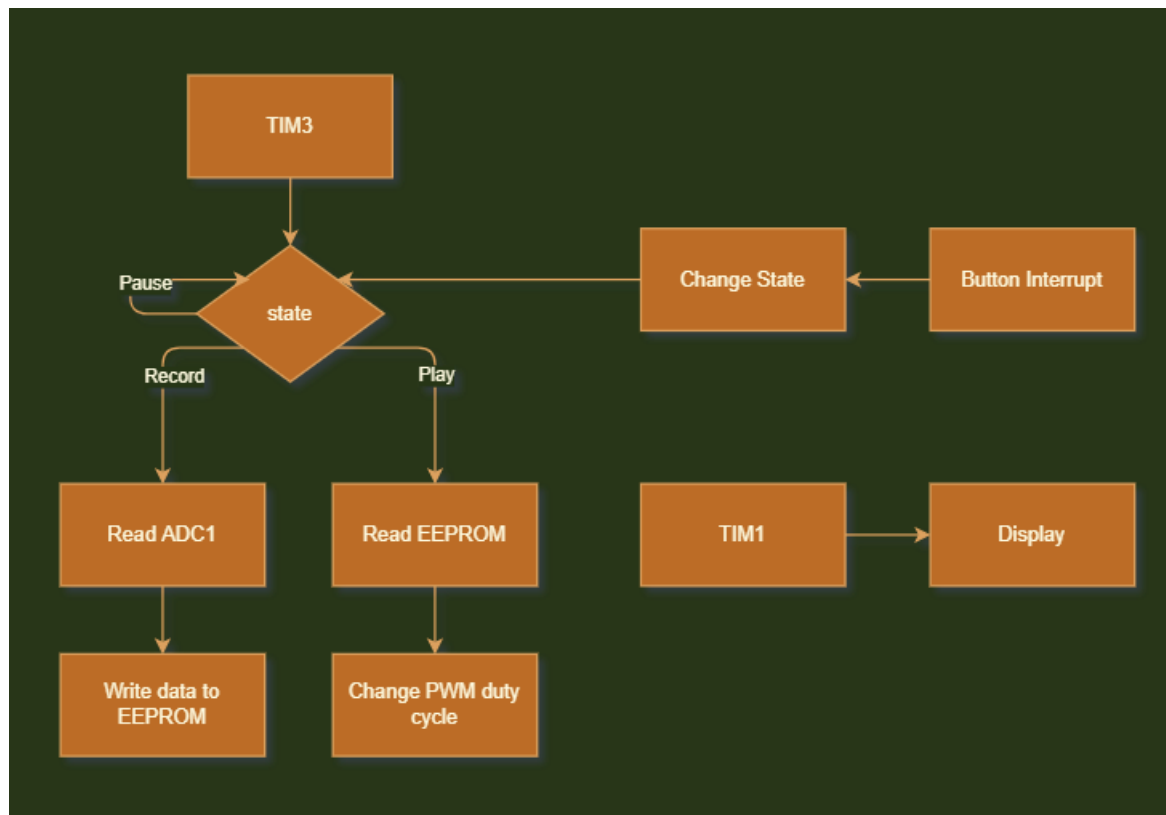 TIM3
Change State
Button Interrupt
Pause
state
Record
Play
Read ADC1
Read EEPROM
TIM1
Display
Write data to
EEPROM
Change PWM duty
cycle